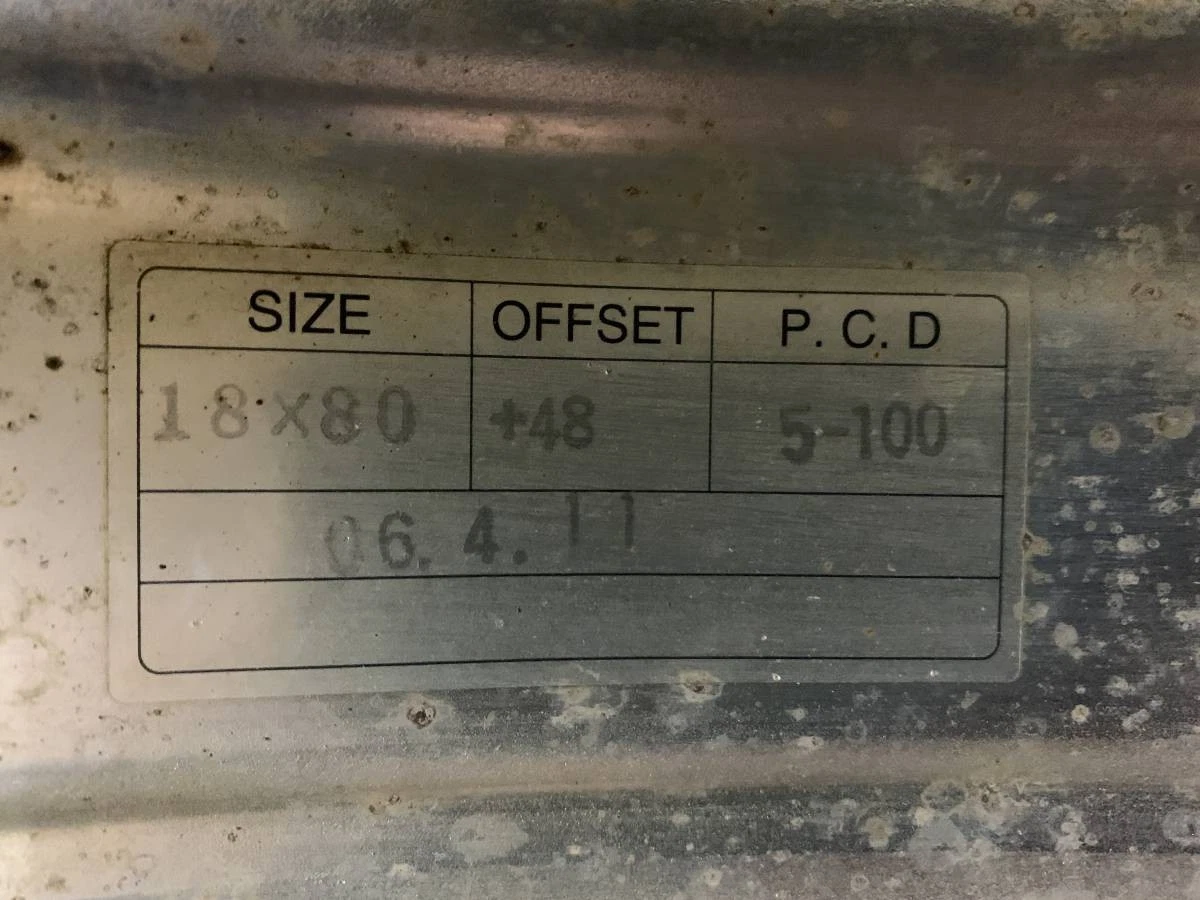 SIZE OFFSET P. C. D
18×80 +48 5-100
06. 4. 11